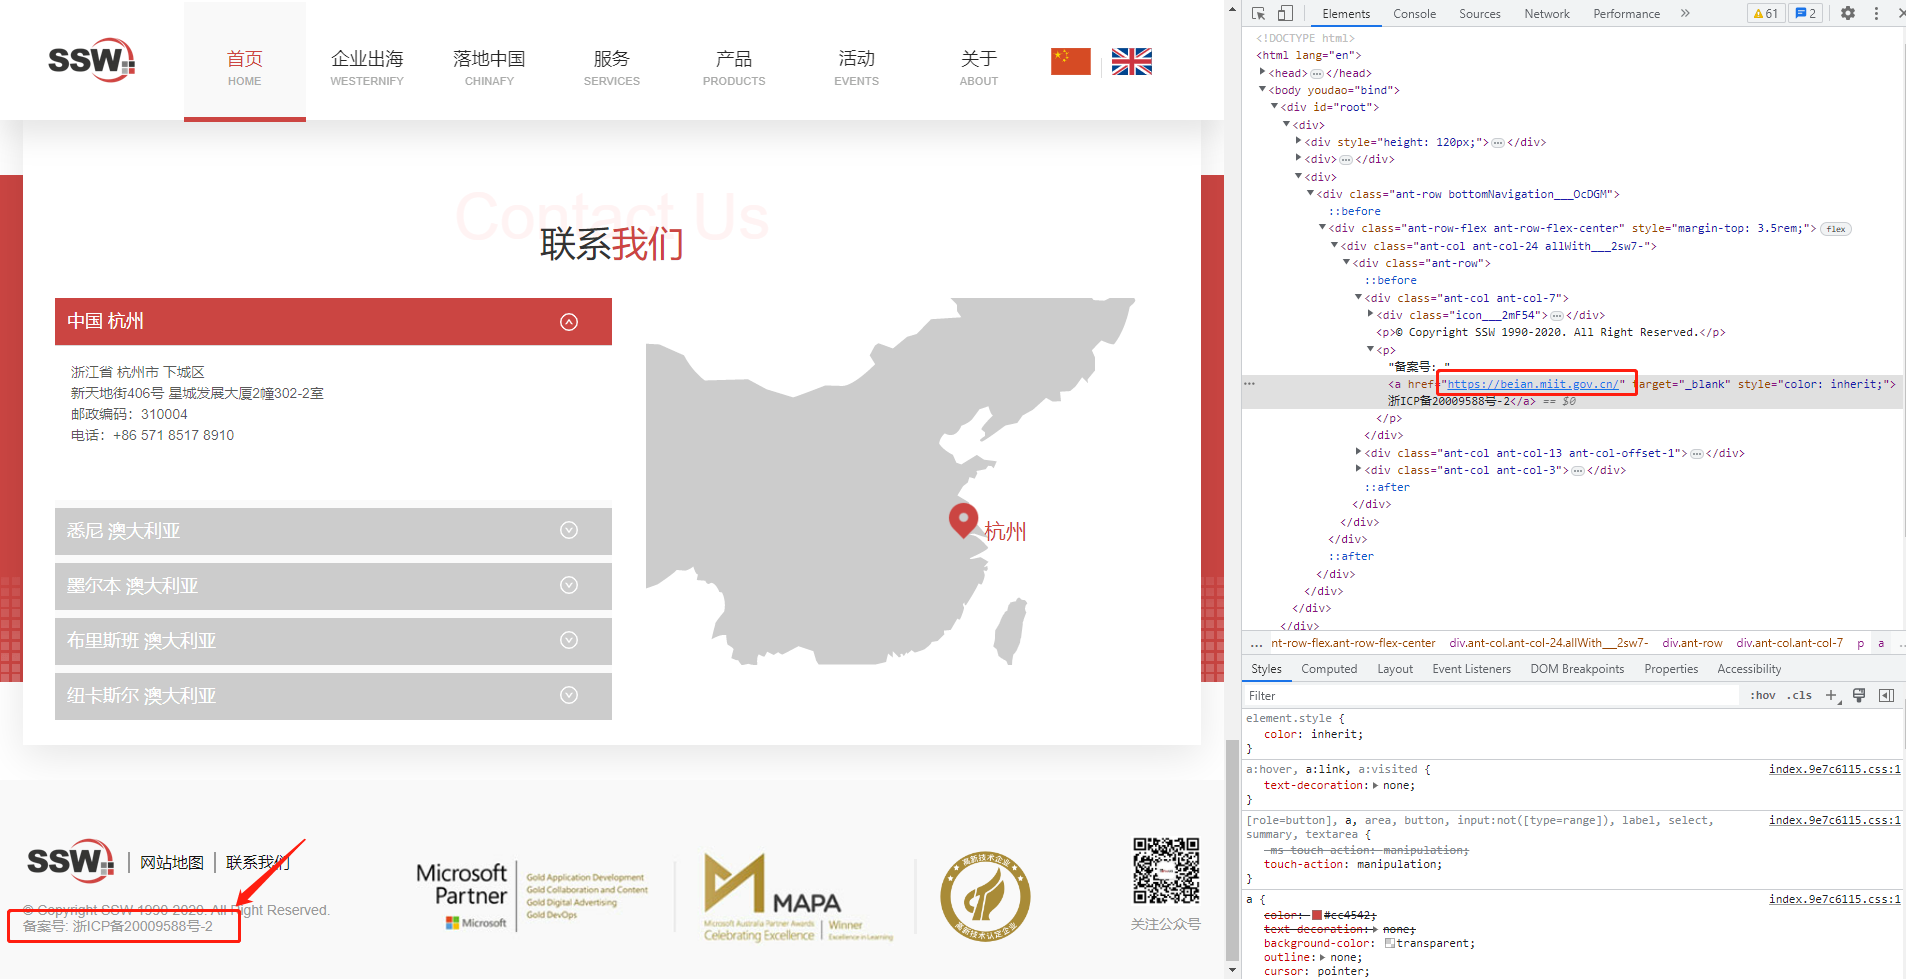 SSW
首页
HOME
企业出海
WESTERNIFY
落地中国
CHINAFY
服务
SERVICES
产品
PRODUCTS
活动
EVENTS
关于
ABOUT
Contact Us
联系我们
中国 杭州
浙江省 杭州市 下城区
新天地街406号 星城发展大厦2幢302-2室
邮政编码：310004
电话：+86 571 8517 8910
悉尼 澳大利亚
墨尔本 澳大利亚
布里斯班 澳大利亚
纽卡斯尔 澳大利亚
杭州
SSW
网站地图
联系我们
© Copyright SSW 1990-2020. All Right Reserved.
备案号: 浙ICP备20009588号-2
Microsoft
Partner
Microsoft
Gold Application Development
Gold Collaboration and Content
Gold Digital Advertising
Gold DevOps
MAPA
Microsoft Australia Partner Awards
Celebrating Excellence
Winner
Excellence in Learning
高新技术企业
高新技术认定企业
关注公众号
Elements
Console
Sources
Network
Performance
»
61
2
<!DOCTYPE html>
<html lang="en">
<head>…</head>
<body youdao="bind">
<div id="root">
<div>
<div style="height: 120px;">…</div>
<div>…</div>
<div>
<div class="ant-row bottomNavigation___OcDGM">
::before
<div class="ant-row-flex ant-row-flex-center" style="margin-top: 3.5rem;"> flex
<div class="ant-col ant-col-24 allWith___2sw7-">
<div class="ant-row">
::before
<div class="ant-col ant-col-7">
<div class="icon___2mF54">…</div>
<p>© Copyright SSW 1990-2020. All Right Reserved.</p>
<p>
"备案号: "
<a href="https://beian.miit.gov.cn/" target="_blank" style="color: inherit;">
浙ICP备20009588号-2</a> == $0
</p>
</div>
<div class="ant-col ant-col-13 ant-col-offset-1">…</div>
<div class="ant-col ant-col-3">…</div>
::after
</div>
</div>
</div>
::after
</div>
</div>
</div>
</div>
... nt-row-flex.ant-row-flex-center div.ant-col.ant-col-24.allWith___2sw7- div.ant-row div.ant-col.ant-col-7 p a ...
Styles
Computed
Layout
Event Listeners
DOM Breakpoints
Properties
Accessibility
Filter
:hov .cls +
element.style {
color: inherit;
}
a:hover, a:link, a:visited { index.9e7c6115.css:1
text-decoration: none;
}
[role=button], a, area, button, input:not([type=range]), label, select, index.9e7c6115.css:1
summary, textarea {
-ms-touch-action: manipulation;
touch-action: manipulation;
}
a { index.9e7c6115.css:1
color: #cc4542;
text-decoration: none;
background-color: transparent;
outline: none;
cursor: pointer;